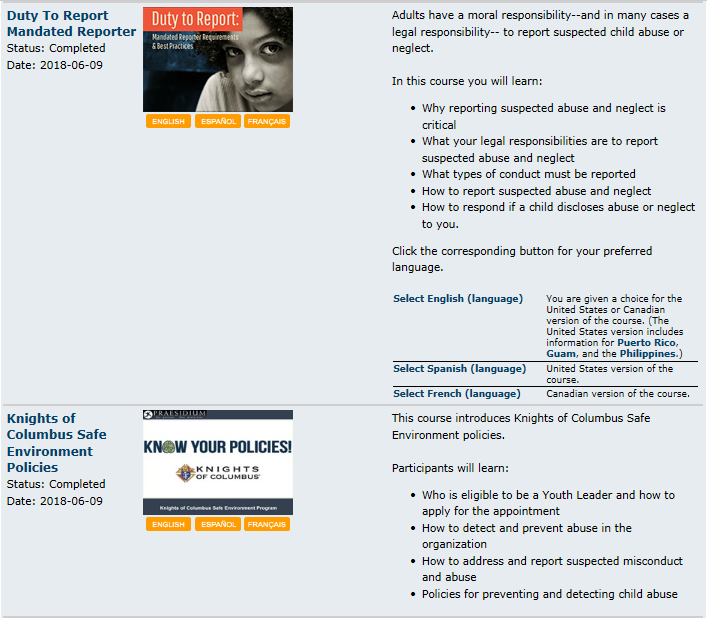 Duty To Report
Mandated Reporter
Status: Completed
Date: 2018-06-09
Duty to Report:
Mandated Reporter Requirements
& Best Practices
ENGLISH ESPAÑOL FRANÇAIS
Adults have a moral responsibility--and in many cases a
legal responsibility-- to report suspected child abuse or
neglect.
In this course you will learn:
• Why reporting suspected abuse and neglect is
critical
• What your legal responsibilities are to report
suspected abuse and neglect
• What types of conduct must be reported
• How to report suspected abuse and neglect
• How to respond if a child discloses abuse or neglect
to you.
Click the corresponding button for your preferred
language.
Select English (language)
You are given a choice for the
United States or Canadian
version of the course. (The
United States version includes
information for Puerto Rico,
Guam, and the Philippines.)
Select Spanish (language)
United States version of the
course.
Select French (language)
Canadian version of the course.
Knights of
Columbus Safe
Environment
Policies
Status: Completed
Date: 2018-06-09
PRAESIDIUM
KNOW YOUR POLICIES!
KNIGHTS
OF COLUMBUS®
Knights of Columbus Safe Environment Program
ENGLISH ESPAÑOL FRANÇAIS
This course introduces Knights of Columbus Safe
Environment policies.
Participants will learn:
• Who is eligible to be a Youth Leader and how to
apply for the appointment
• How to detect and prevent abuse in the
organization
• How to address and report suspected misconduct
and abuse
• Policies for preventing and detecting child abuse